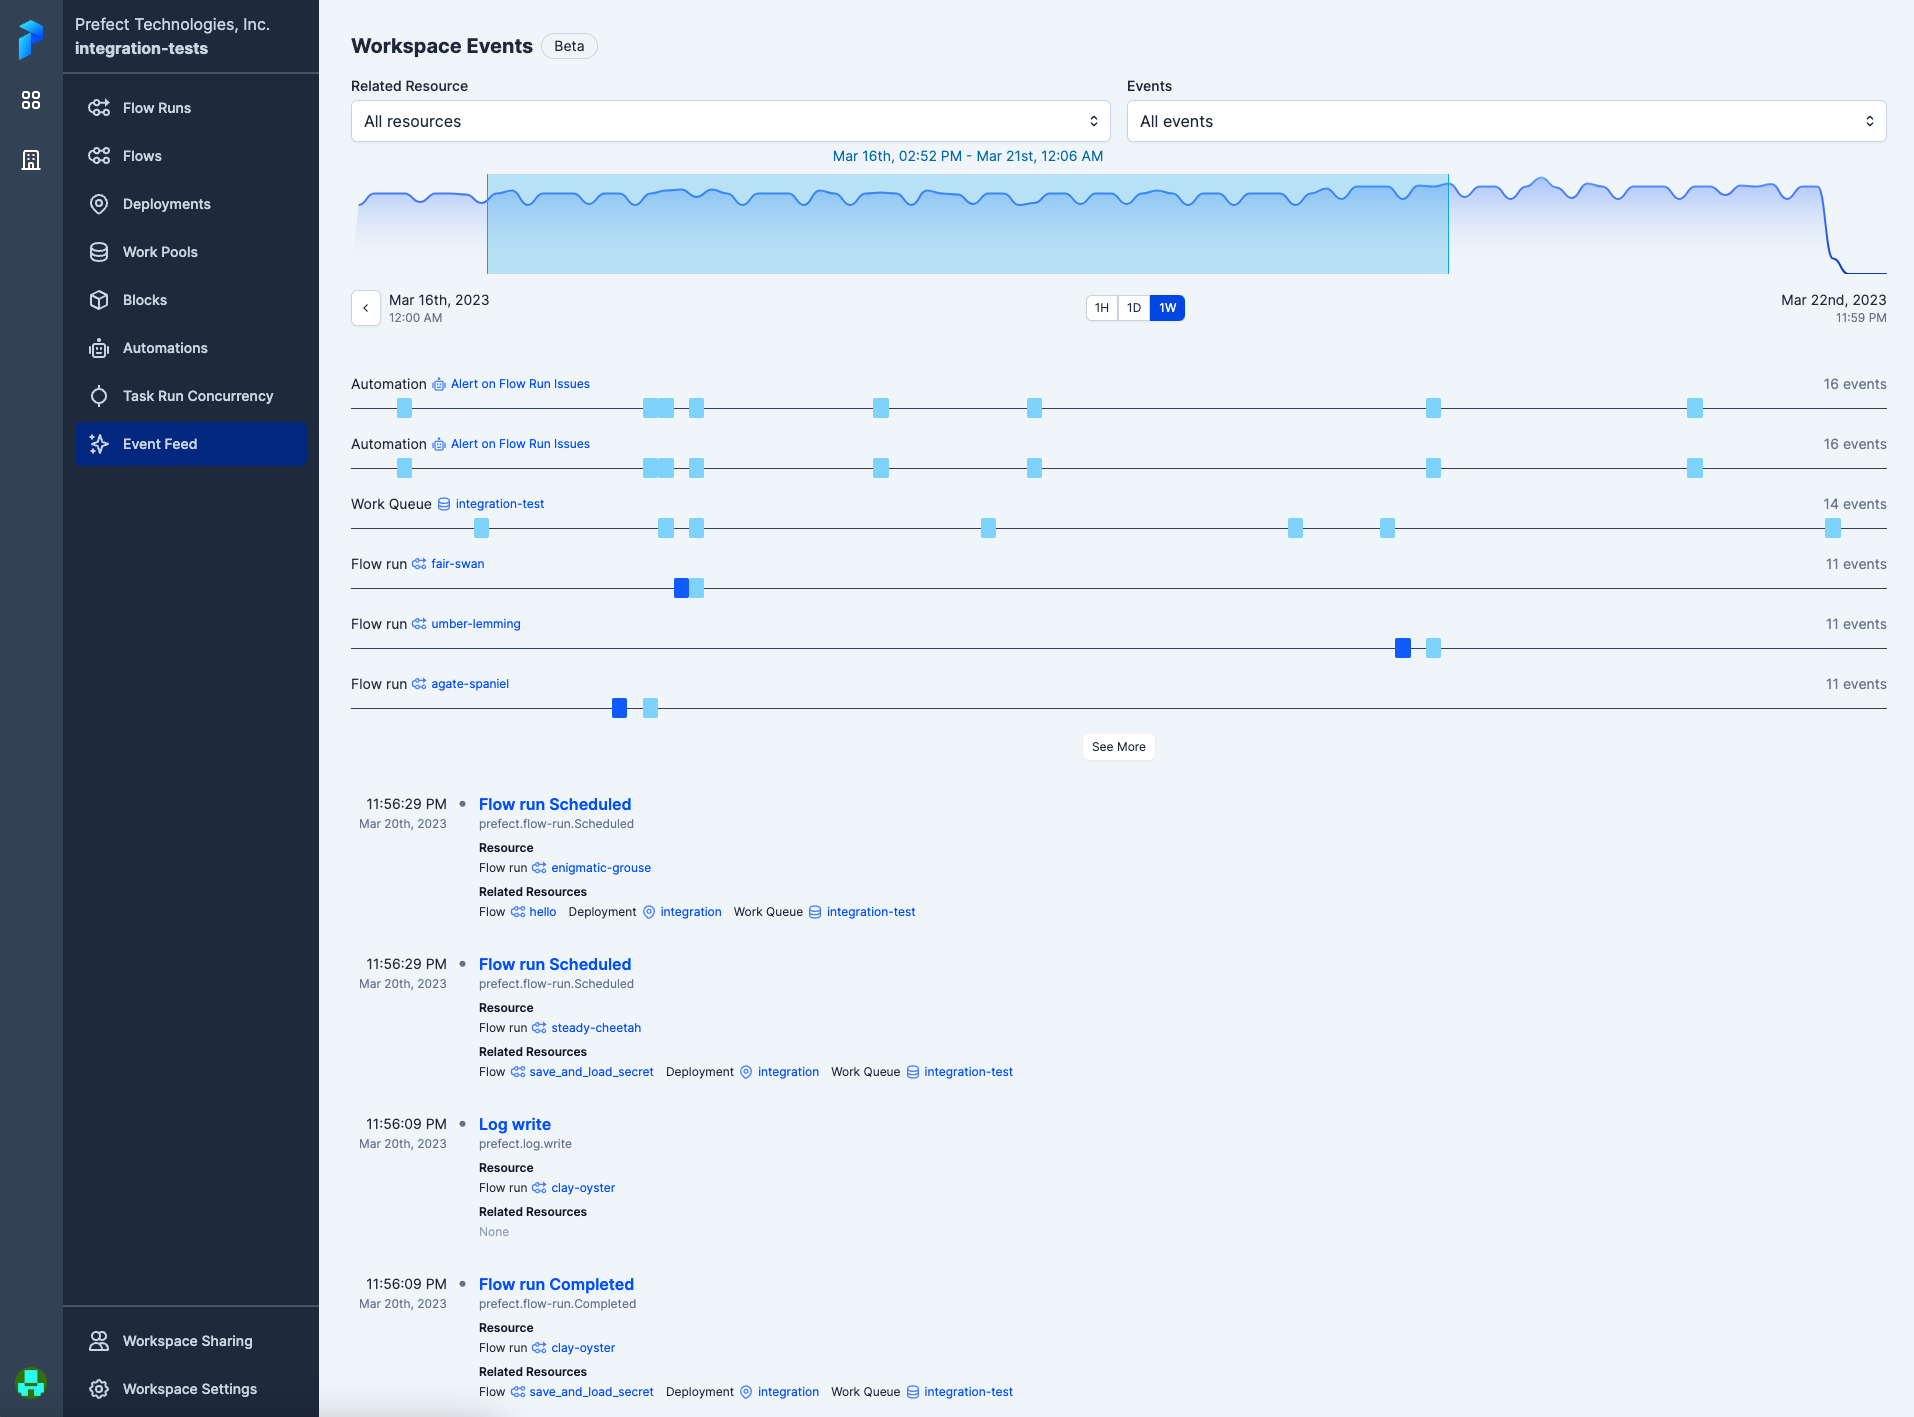 Prefect Technologies, Inc.
integration-tests
Flow Runs
Flows
Deployments
Work Pools
Blocks
Automations
Task Run Concurrency
Event Feed
Workspace Sharing
Workspace Settings
Workspace Events Beta
Related Resource
All resources
Events
All events
Mar 16th, 02:52 PM - Mar 21st, 12:06 AM
Mar 16th, 2023
12:00 AM
1H 1D 1W
Mar 22nd, 2023
11:59 PM
Automation Alert on Flow Run Issues 16 events
Automation Alert on Flow Run Issues 16 events
Work Queue integration-test 14 events
Flow run fair-swan 11 events
Flow run umber-lemming 11 events
Flow run agate-spaniel 11 events
See More
11:56:29 PM Flow run Scheduled
Mar 20th, 2023 prefect.flow-run.Scheduled
Resource
Flow run enigmatic-grouse
Related Resources
Flow hello Deployment integration Work Queue integration-test
11:56:29 PM Flow run Scheduled
Mar 20th, 2023 prefect.flow-run.Scheduled
Resource
Flow run steady-cheetah
Related Resources
Flow save_and_load_secret Deployment integration Work Queue integration-test
11:56:09 PM Log write
Mar 20th, 2023 prefect.log.write
Resource
Flow run clay-oyster
Related Resources
None
11:56:09 PM Flow run Completed
Mar 20th, 2023 prefect.flow-run.Completed
Resource
Flow run clay-oyster
Related Resources
Flow save_and_load_secret Deployment integration Work Queue integration-test